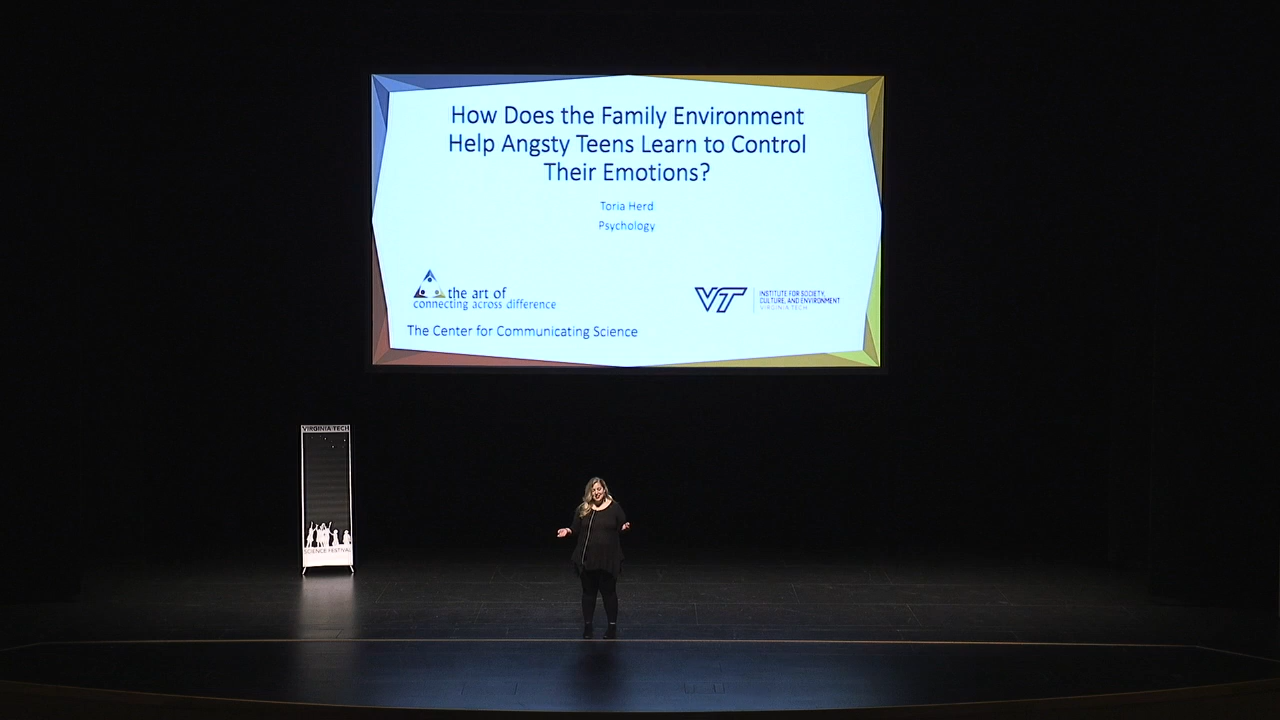 How Does the Family Environment
Help Angsty Teens Learn to Control
Their Emotions?
Toria Herd
Psychology
the art of
connecting across difference
VT
INSTITUTE FOR SOCIETY,
CULTURE, AND ENVIRONMENT
VIRGINIA TECH
The Center for Communicating Science
VIRGINIA TECH
SCIENCE FESTIVAL